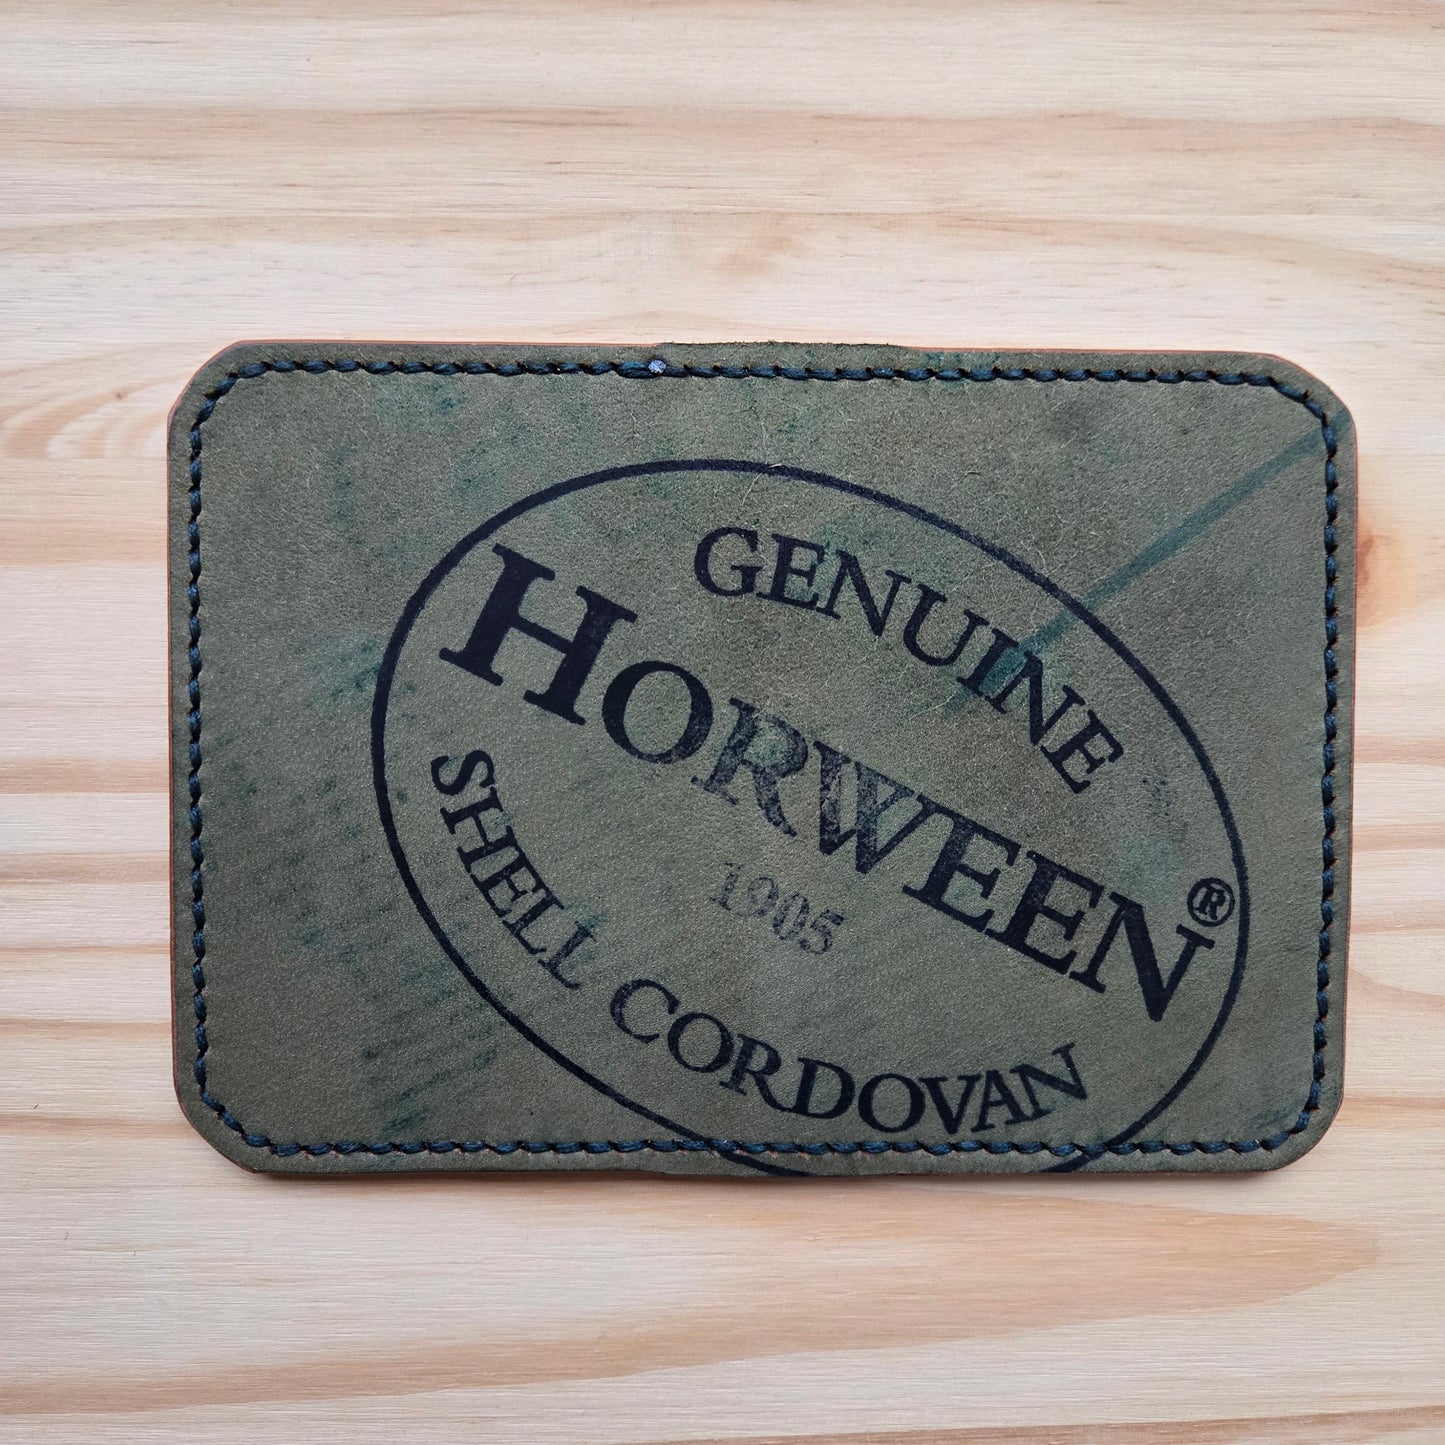 GENUINE
HORWEEN®
1905
SHELL CORDOVAN